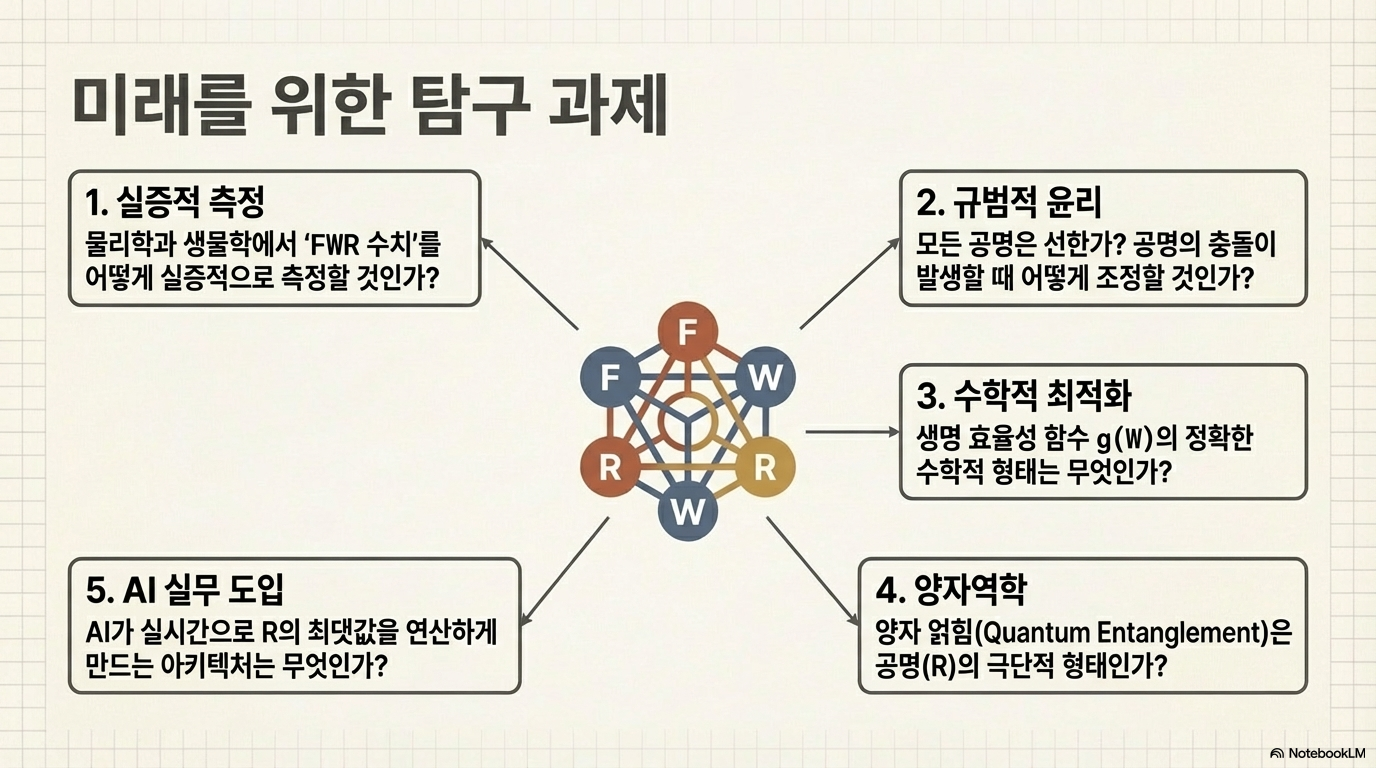 미래를 위한 탐구 과제
1. 실증적 측정
물리학과 생물학에서 ‘FWR 수치’를
어떻게 실증적으로 측정할 것인가?
2. 규범적 윤리
모든 공명은 선한가? 공명의 충돌이
발생할 때 어떻게 조정할 것인가?
F
F
W
R
R
W
3. 수학적 최적화
생명 효율성 함수 g(W)의 정확한
수학적 형태는 무엇인가?
4. 양자역학
양자 얽힘(Quantum Entanglement)은
공명(R)의 극단적 형태인가?
5. AI 실무 도입
AI가 실시간으로 R의 최댓값을 연산하게
만드는 아키텍처는 무엇인가?
NotebookLM